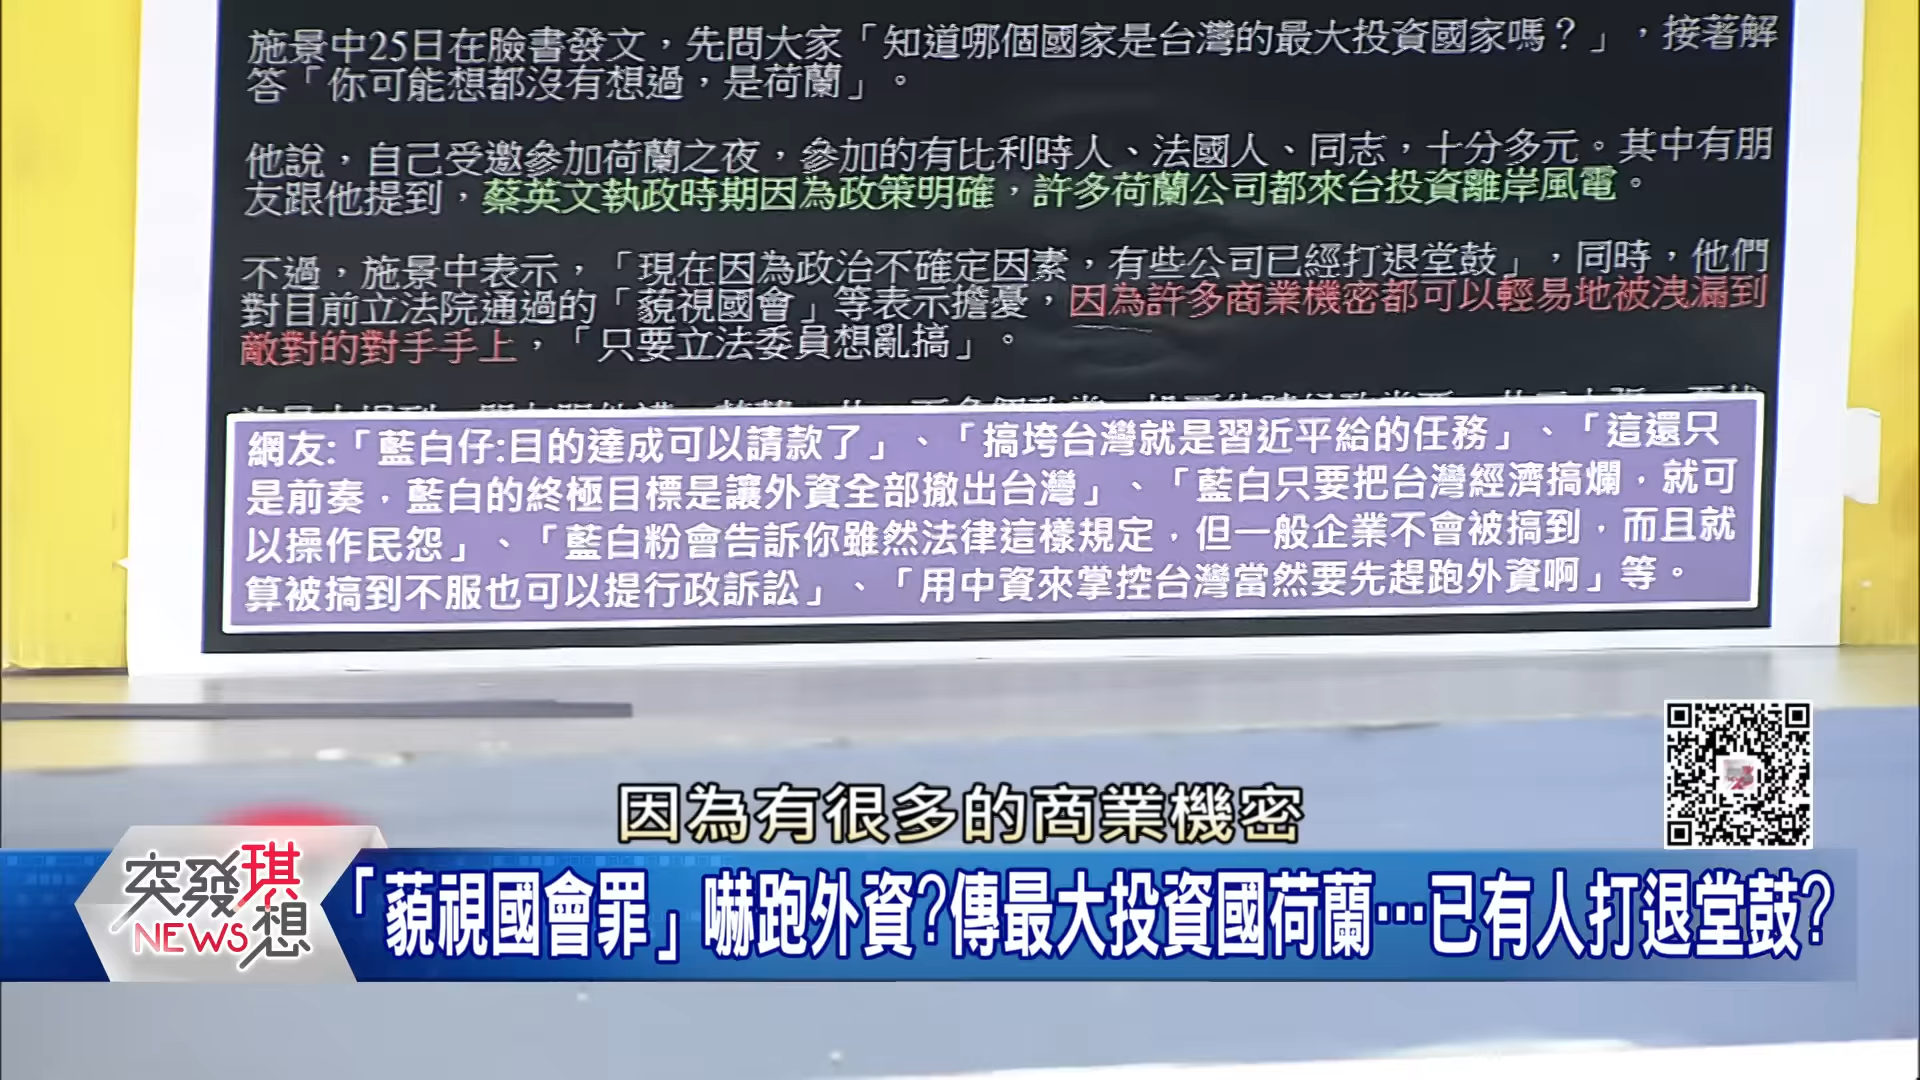 施景中25日在臉書發文，先問大家「知道哪個國家是台灣的最大投資國家嗎？」，接著解
答「你可能想都沒有想過，是荷蘭」。
他說，自己受邀參加荷蘭之夜，參加的有比利時人、法國人、同志，十分多元。其中有朋
友跟他提到，蔡英文執政時期因為政策明確，許多荷蘭公司都來台投資離岸風電。
不過，施景中表示，「現在因為政治不確定因素，有些公司已經打退堂鼓」，同時，他們
對目前立法院通過的「藐視國會」等表示擔憂，因為許多商業機密都可以輕易地被洩漏到
敵對的對手手上，「只要立法委員想亂搞」。
網友:「藍白仔:目的達成可以請款了」、「搞垮台灣就是習近平給的任務」、「這還只
是前奏，藍白的終極目標是讓外資全部撤出台灣」、「藍白只要把台灣經濟搞爛，就可
以操作民怨」、「藍白粉會告訴你雖然法律這樣規定，但一般企業不會被搞到，而且就
算被搞到不服也可以提行政訴訟」、「用中資來掌控台灣當然要先趕跑外資啊」等。
因為有很多的商業機密
突發琪想
NEWS
「藐視國會罪」嚇跑外資?傳最大投資國荷蘭…已有人打退堂鼓?